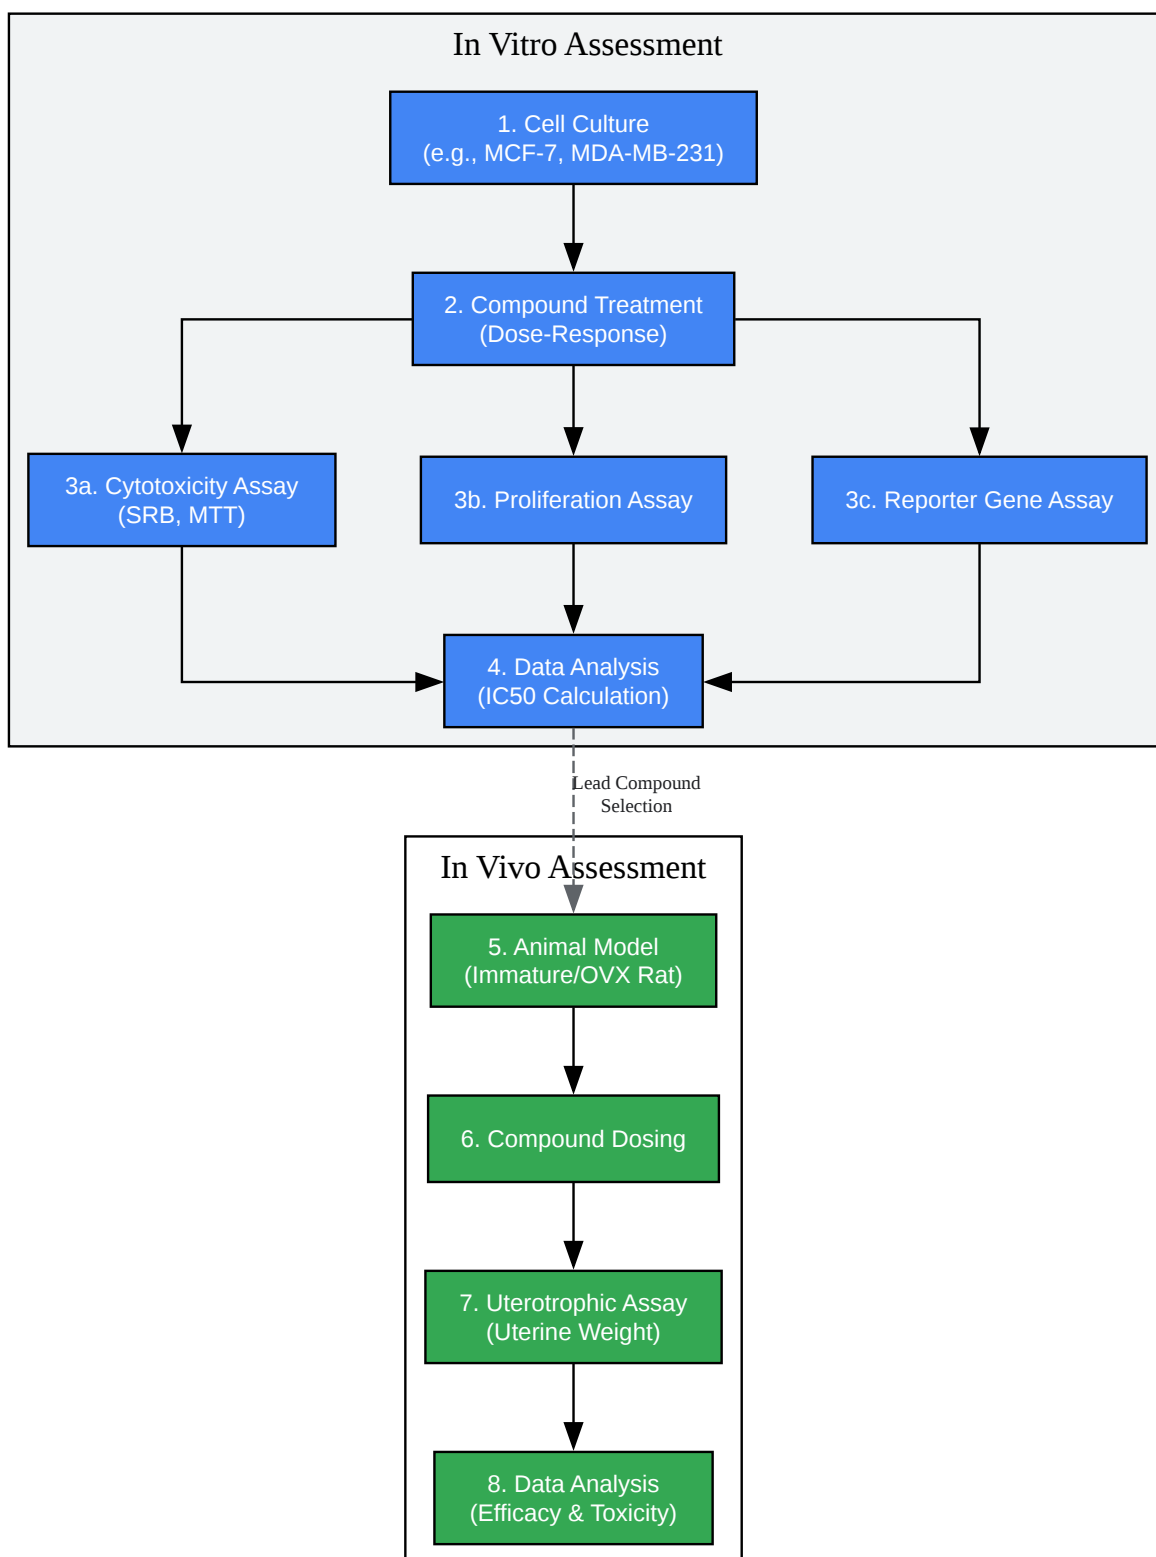 In Vitro Assessment
1. Cell Culture
(e.g., MCF-7, MDA-MB-231)
2. Compound Treatment
(Dose-Response)
3a. Cytotoxicity Assay
(SRB, MTT)
3b. Proliferation Assay
3c. Reporter Gene Assay
4. Data Analysis
(IC50 Calculation)
Lead Compound
Selection
In Vivo Assessment
5. Animal Model
(Immature/OVX Rat)
6. Compound Dosing
7. Uterotrophic Assay
(Uterine Weight)
8. Data Analysis
(Efficacy & Toxicity)